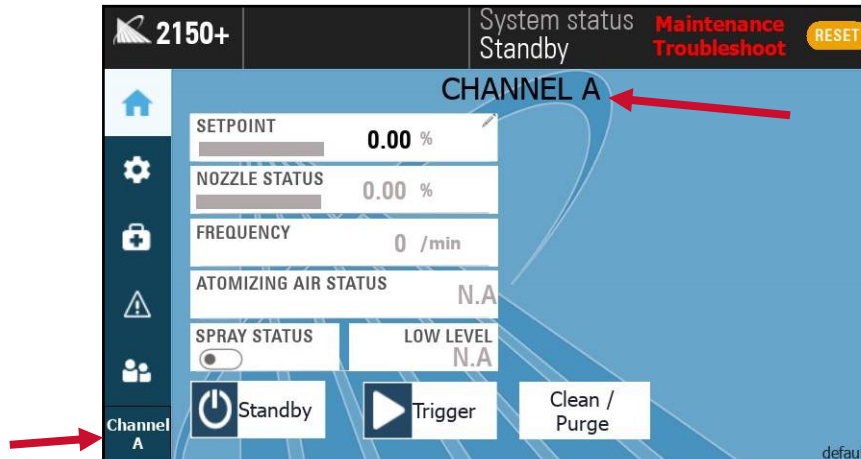 2150+
System status
Standby
Maintenance
Troubleshoot
RESET
CHANNEL A
SETPOINT
0.00 %
NOZZLE STATUS
0.00 %
FREQUENCY
0 /min
ATOMIZING AIR STATUS
N.A
SPRAY STATUS
LOW LEVEL
N.A
Standby
Trigger
Clean /
Purge
Channel
A
defau